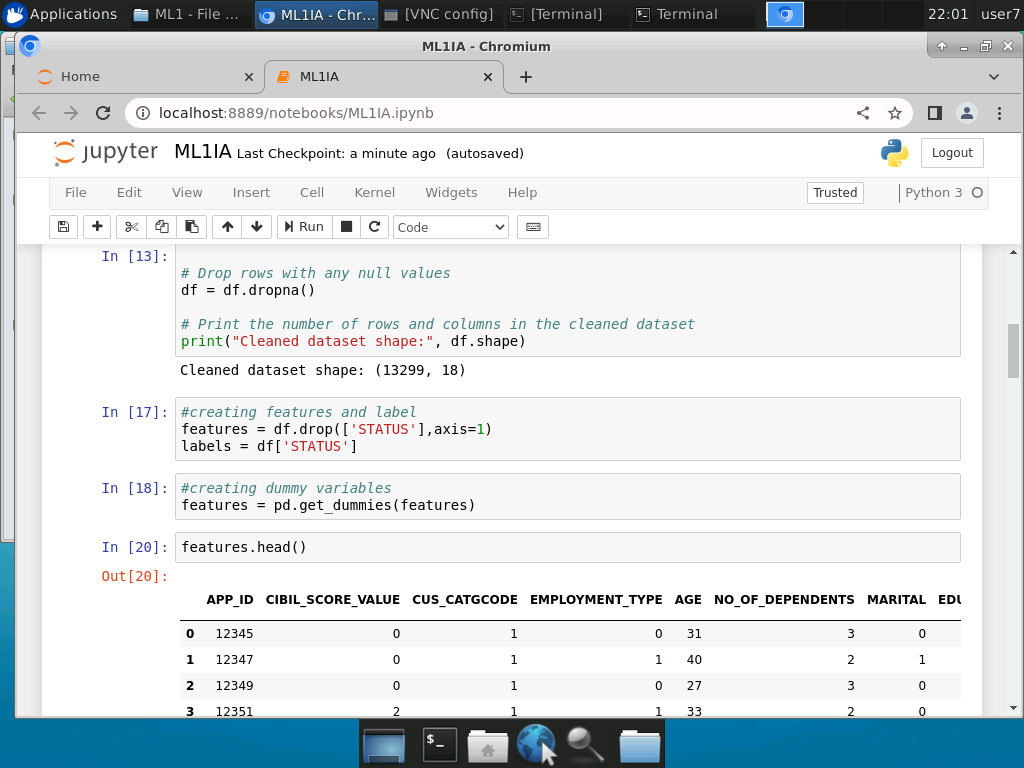 Applications
ML1 - File ...
ML1IA - Chr...
[VNC config]
[Terminal]
Terminal
22:01
user7
ML1IA - Chromium
Home
ML1IA
localhost:8889/notebooks/ML1IA.ipynb
jupyter
ML1IA Last Checkpoint: a minute ago (autosaved)
Logout
File Edit View Insert Cell Kernel Widgets Help
Trusted
Python 3
Run
Code
In [13]:
# Drop rows with any null values
df = df.dropna()
# Print the number of rows and columns in the cleaned dataset
print("Cleaned dataset shape:", df.shape)
Cleaned dataset shape: (13299, 18)
In [17]: #creating features and label
features = df.drop(['STATUS'],axis=1)
labels = df['STATUS']
In [18]: #creating dummy variables
features = pd.get_dummies(features)
In [20]: features.head()
Out[20]:
APP_ID CIBIL_SCORE_VALUE CUS_CATGCODE EMPLOYMENT_TYPE AGE NO_OF_DEPENDENTS MARITAL EDU
0 12345 0 1 0 31 3 0
1 12347 0 1 1 40 2 1
2 12349 0 1 0 27 3 0
3 12351 2 1 1 33 2 0